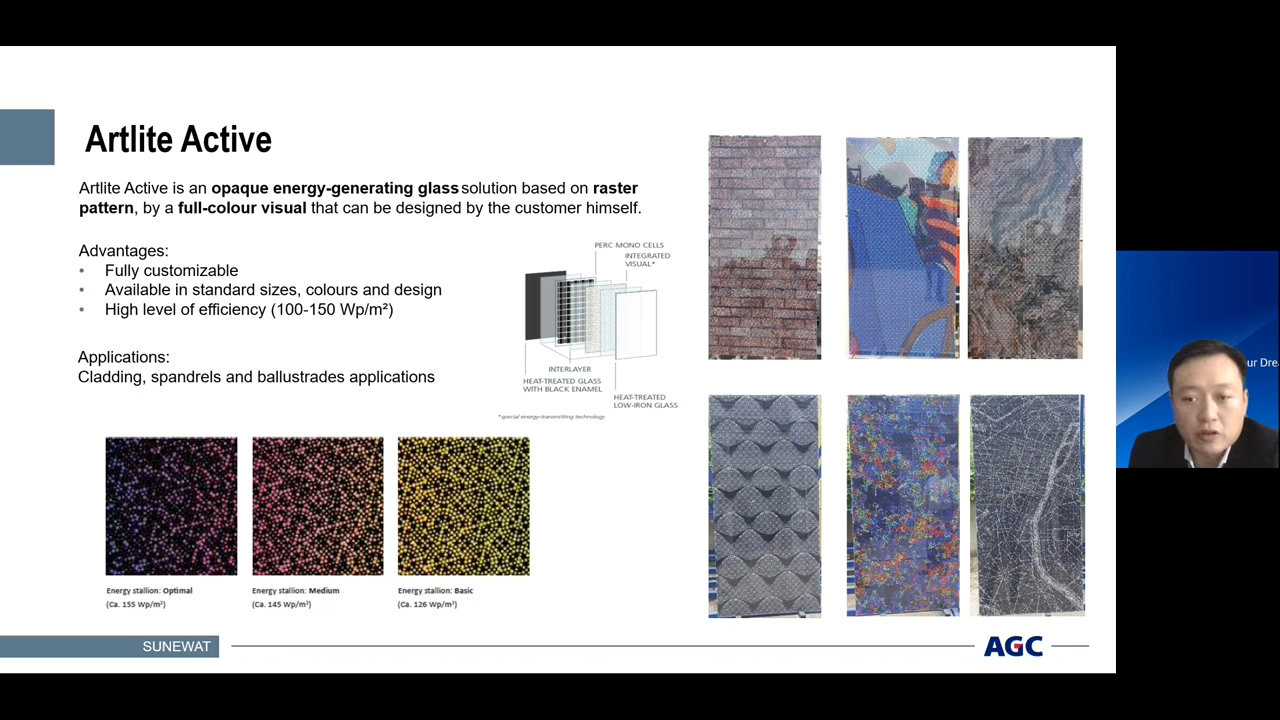 Artlite Active
Artlite Active is an opaque energy-generating glass solution based on raster
pattern, by a full-colour visual that can be designed by the customer himself.
Advantages:
• Fully customizable
• Available in standard sizes, colours and design
• High level of efficiency (100-150 Wp/m²)
Applications:
Cladding, spandrels and ballustrades applications
PERC MONO CELLS
INTEGRATED
VISUAL*
INTERLAYER
HEAT-TREATED GLASS
WITH BLACK ENAMEL
HEAT-TREATED
LOW-IRON GLASS
*special energy-transmitting technology
Energy stallion: Optimal
(Ca. 155 Wp/m²)
Energy stallion: Medium
(Ca. 145 Wp/m²)
Energy stallion: Basic
(Ca. 126 Wp/m²)
SUNEWAT
AGC
ur Dre